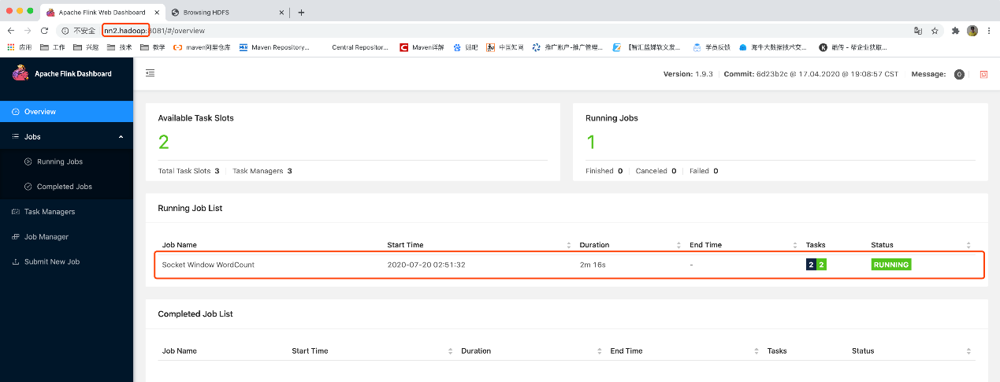 Apache Flink Web Dashboard
Browsing HDFS
不安全 nn2.hadoop:8081/#/overview
应用 工作 兴趣 技术 教学 maven阿里仓库 Maven Repository... Central Repositor... Maven详解 贴吧 中国知网 推广账户-推广管理... 【智汇蓝媒软文发... 学员反馈 海牛大数据技术交... 酷传 - 帮企业获取...
Apache Flink Dashboard
Version: 1.9.3 Commit: 6d23b2c @ 17.04.2020 @ 19:08:57 CST Message: 0
Overview
Jobs
Running Jobs
Completed Jobs
Task Managers
Job Manager
Submit New Job
Available Task Slots
2
Total Task Slots 3 Task Managers 3
Running Jobs
1
Finished 0 Canceled 0 Failed 0
Running Job List
Job Name Start Time Duration End Time Tasks Status
Socket Window WordCount 2020-07-20 02:51:32 2m 16s - 2 2 RUNNING
Completed Job List
Job Name Start Time Duration End Time Tasks Status